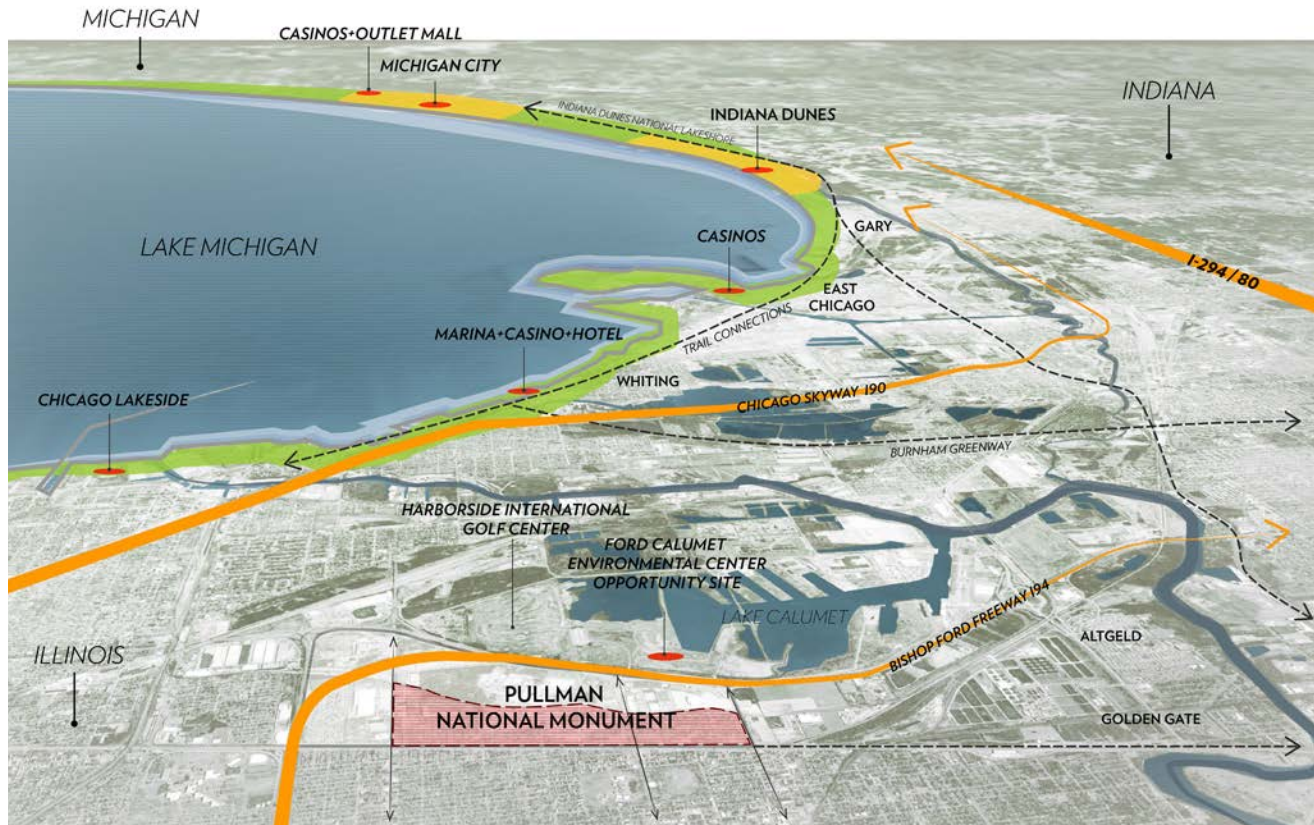 MICHIGAN
CASINOS+OUTLET MALL
MICHIGAN CITY
INDIANA DUNES NATIONAL LAKESHORE
INDIANA DUNES
INDIANA
LAKE MICHIGAN
CASINOS
GARY
I-294 / 80
EAST
CHICAGO
MARINA+CASINO+HOTEL
TRAIL CONNECTIONS
WHITING
CHICAGO SKYWAY I90
CHICAGO LAKESIDE
BURNHAM GREENWAY
HARBORSIDE INTERNATIONAL
GOLF CENTER
FORD CALUMET
ENVIRONMENTAL CENTER
OPPORTUNITY SITE
LAKE CALUMET
BISHOP FORD FREEWAY I94
ALTGELD
ILLINOIS
PULLMAN
NATIONAL MONUMENT
GOLDEN GATE